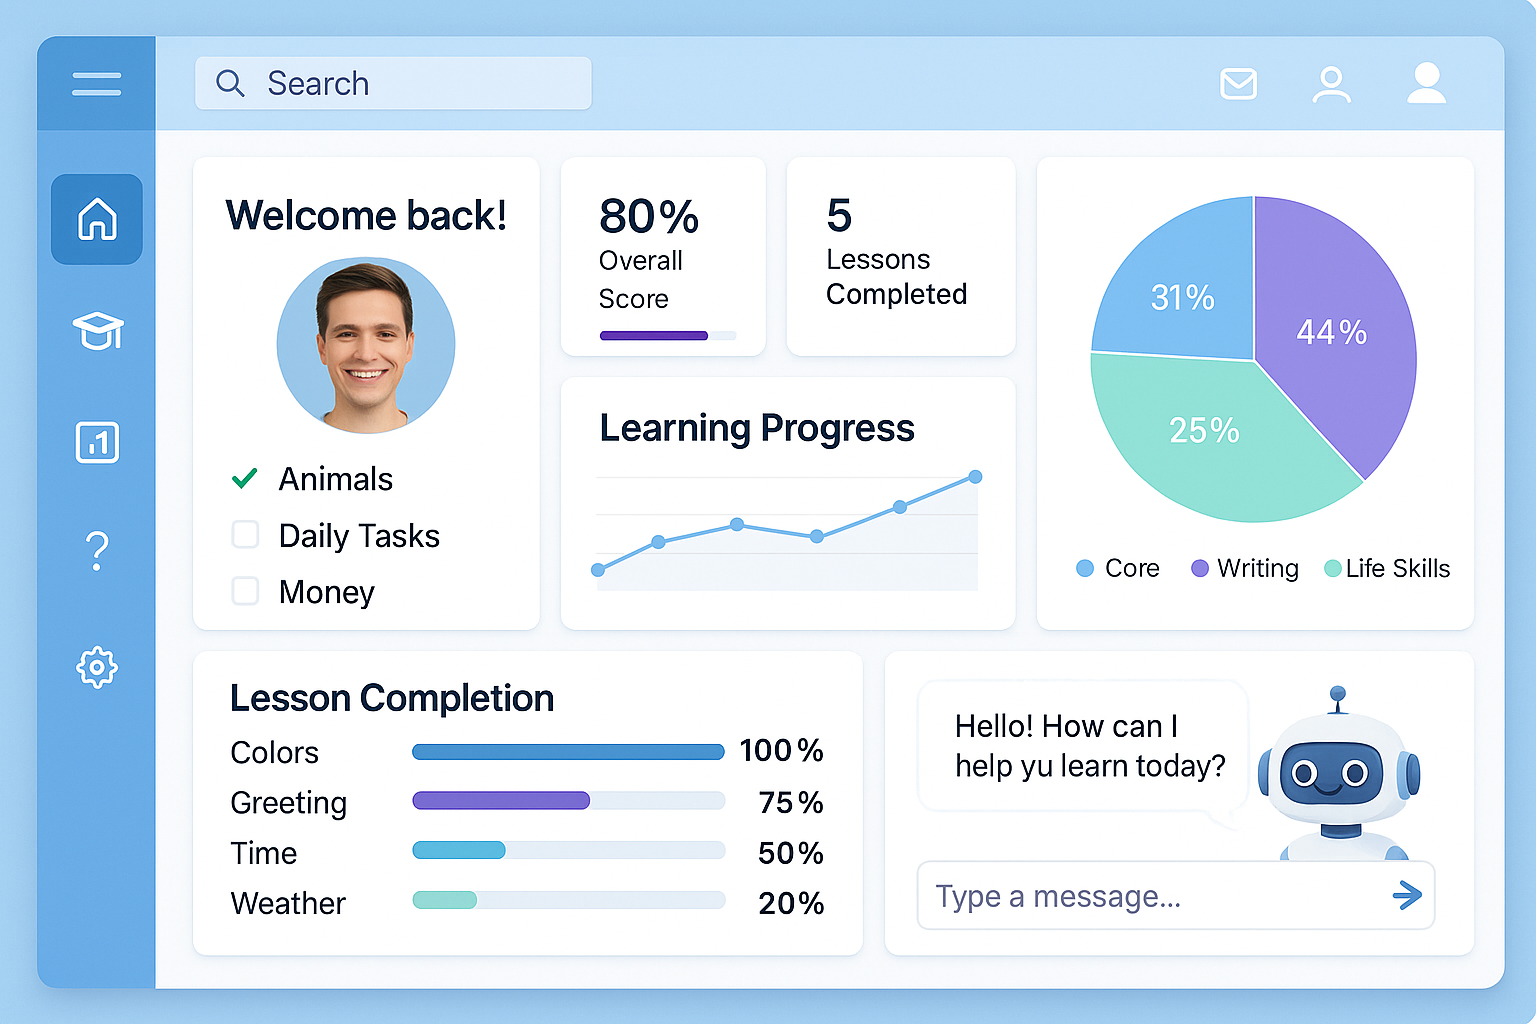 Search
Welcome back!
Animals
Daily Tasks
Money
80%
Overall
Score
5
Lessons
Completed
Learning Progress
31%
44%
25%
Core
Writing
Life Skills
Lesson Completion
Colors 100%
Greeting 75%
Time 50%
Weather 20%
Hello! How can I
help yu learn today?
Type a message...